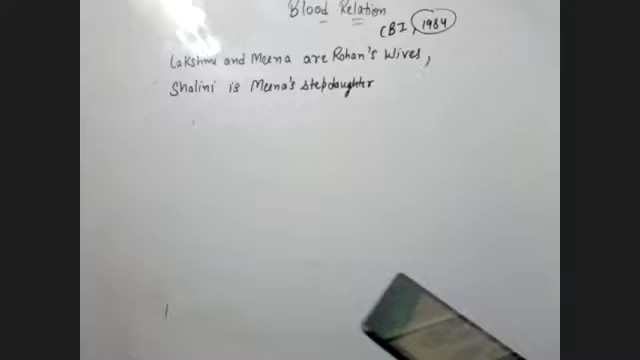 Blood Relation
CBI, 1984
Lakshmi and Meena are Rohan's Wives,
Shalini is Meena's stepdaughter